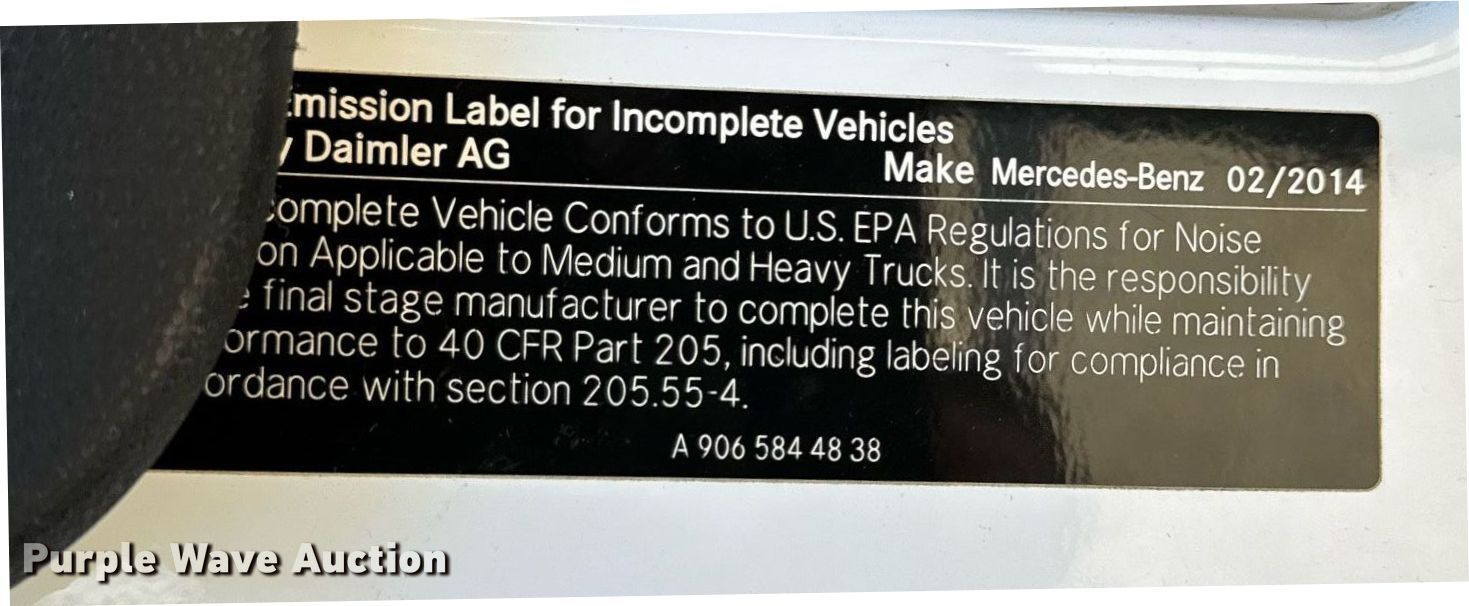 mission Label for Incomplete Vehicles
y Daimler AG Make Mercedes-Benz 02/2014
complete Vehicle Conforms to U.S. EPA Regulations for Noise
on Applicable to Medium and Heavy Trucks. It is the responsibility
e final stage manufacturer to complete this vehicle while maintaining
ormance to 40 CFR Part 205, including labeling for compliance in
ordance with section 205.55-4.
A 906 584 48 38
Purple Wave Auction